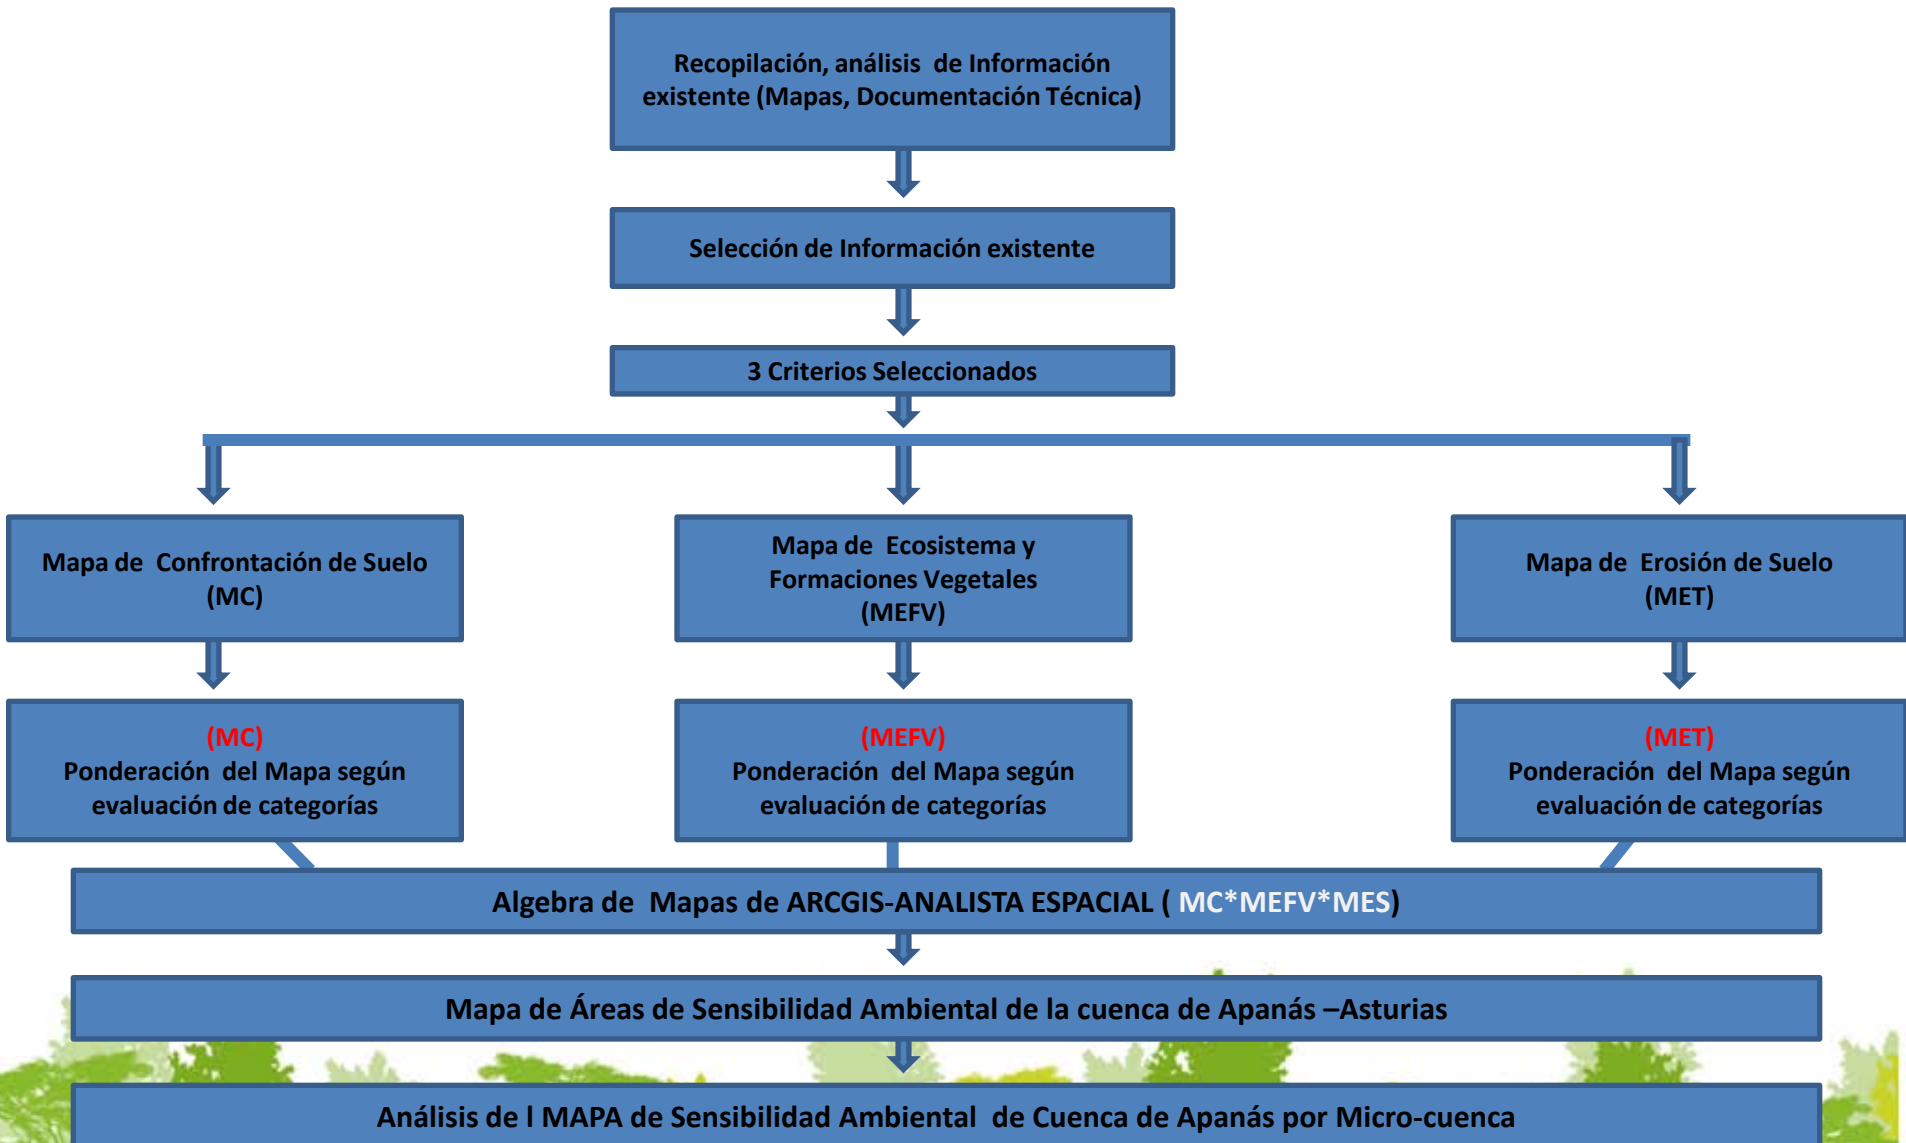 Recopilación, análisis de Información
existente (Mapas, Documentación Técnica)
Selección de Información existente
3 Criterios Seleccionados
Mapa de Confrontación de Suelo
(MC)
Mapa de Ecosistema y
Formaciones Vegetales
(MEFV)
Mapa de Erosión de Suelo
(MET)
(MC)
Ponderación del Mapa según
evaluación de categorías
(MEFV)
Ponderación del Mapa según
evaluación de categorías
(MET)
Ponderación del Mapa según
evaluación de categorías
Algebra de Mapas de ARCGIS-ANALISTA ESPACIAL ( MC*MEFV*MES)
Mapa de Áreas de Sensibilidad Ambiental de la cuenca de Apanás –Asturias
Análisis de l MAPA de Sensibilidad Ambiental de Cuenca de Apanás por Micro-cuenca